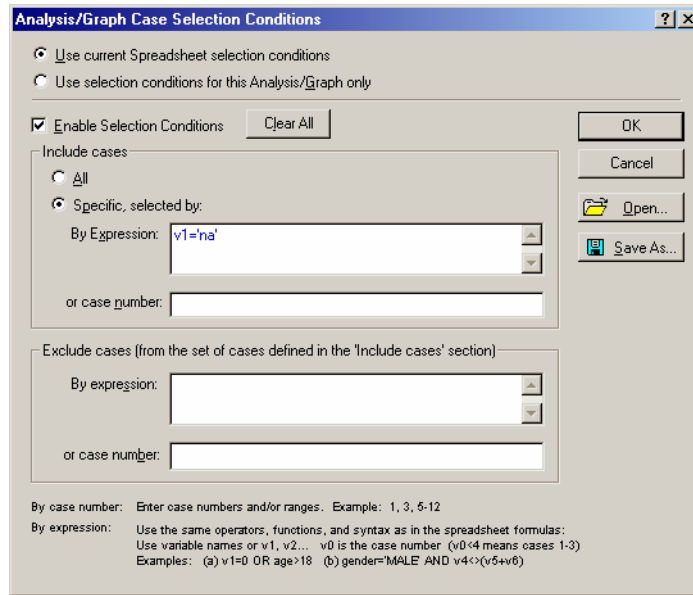 Analysis/Graph Case Selection Conditions
Use current Spreadsheet selection conditions
Use selection conditions for this Analysis/Graph only
Enable Selection Conditions
Clear All
OK
Cancel
Open...
Save As...
Include cases
All
Specific, selected by:
By Expression:
v1='na'
or case number:
Exclude cases (from the set of cases defined in the 'Include cases' section)
By expression:
or case number:
By case number: Enter case numbers and/or ranges. Example: 1, 3, 5-12
By expression: Use the same operators, functions, and syntax as in the spreadsheet formulas:
Use variable names or v1, v2... v0 is the case number (v0<4 means cases 1-3)
Examples: (a) v1=0 OR age>18 (b) gender='MALE' AND v4<>(v5+v6)